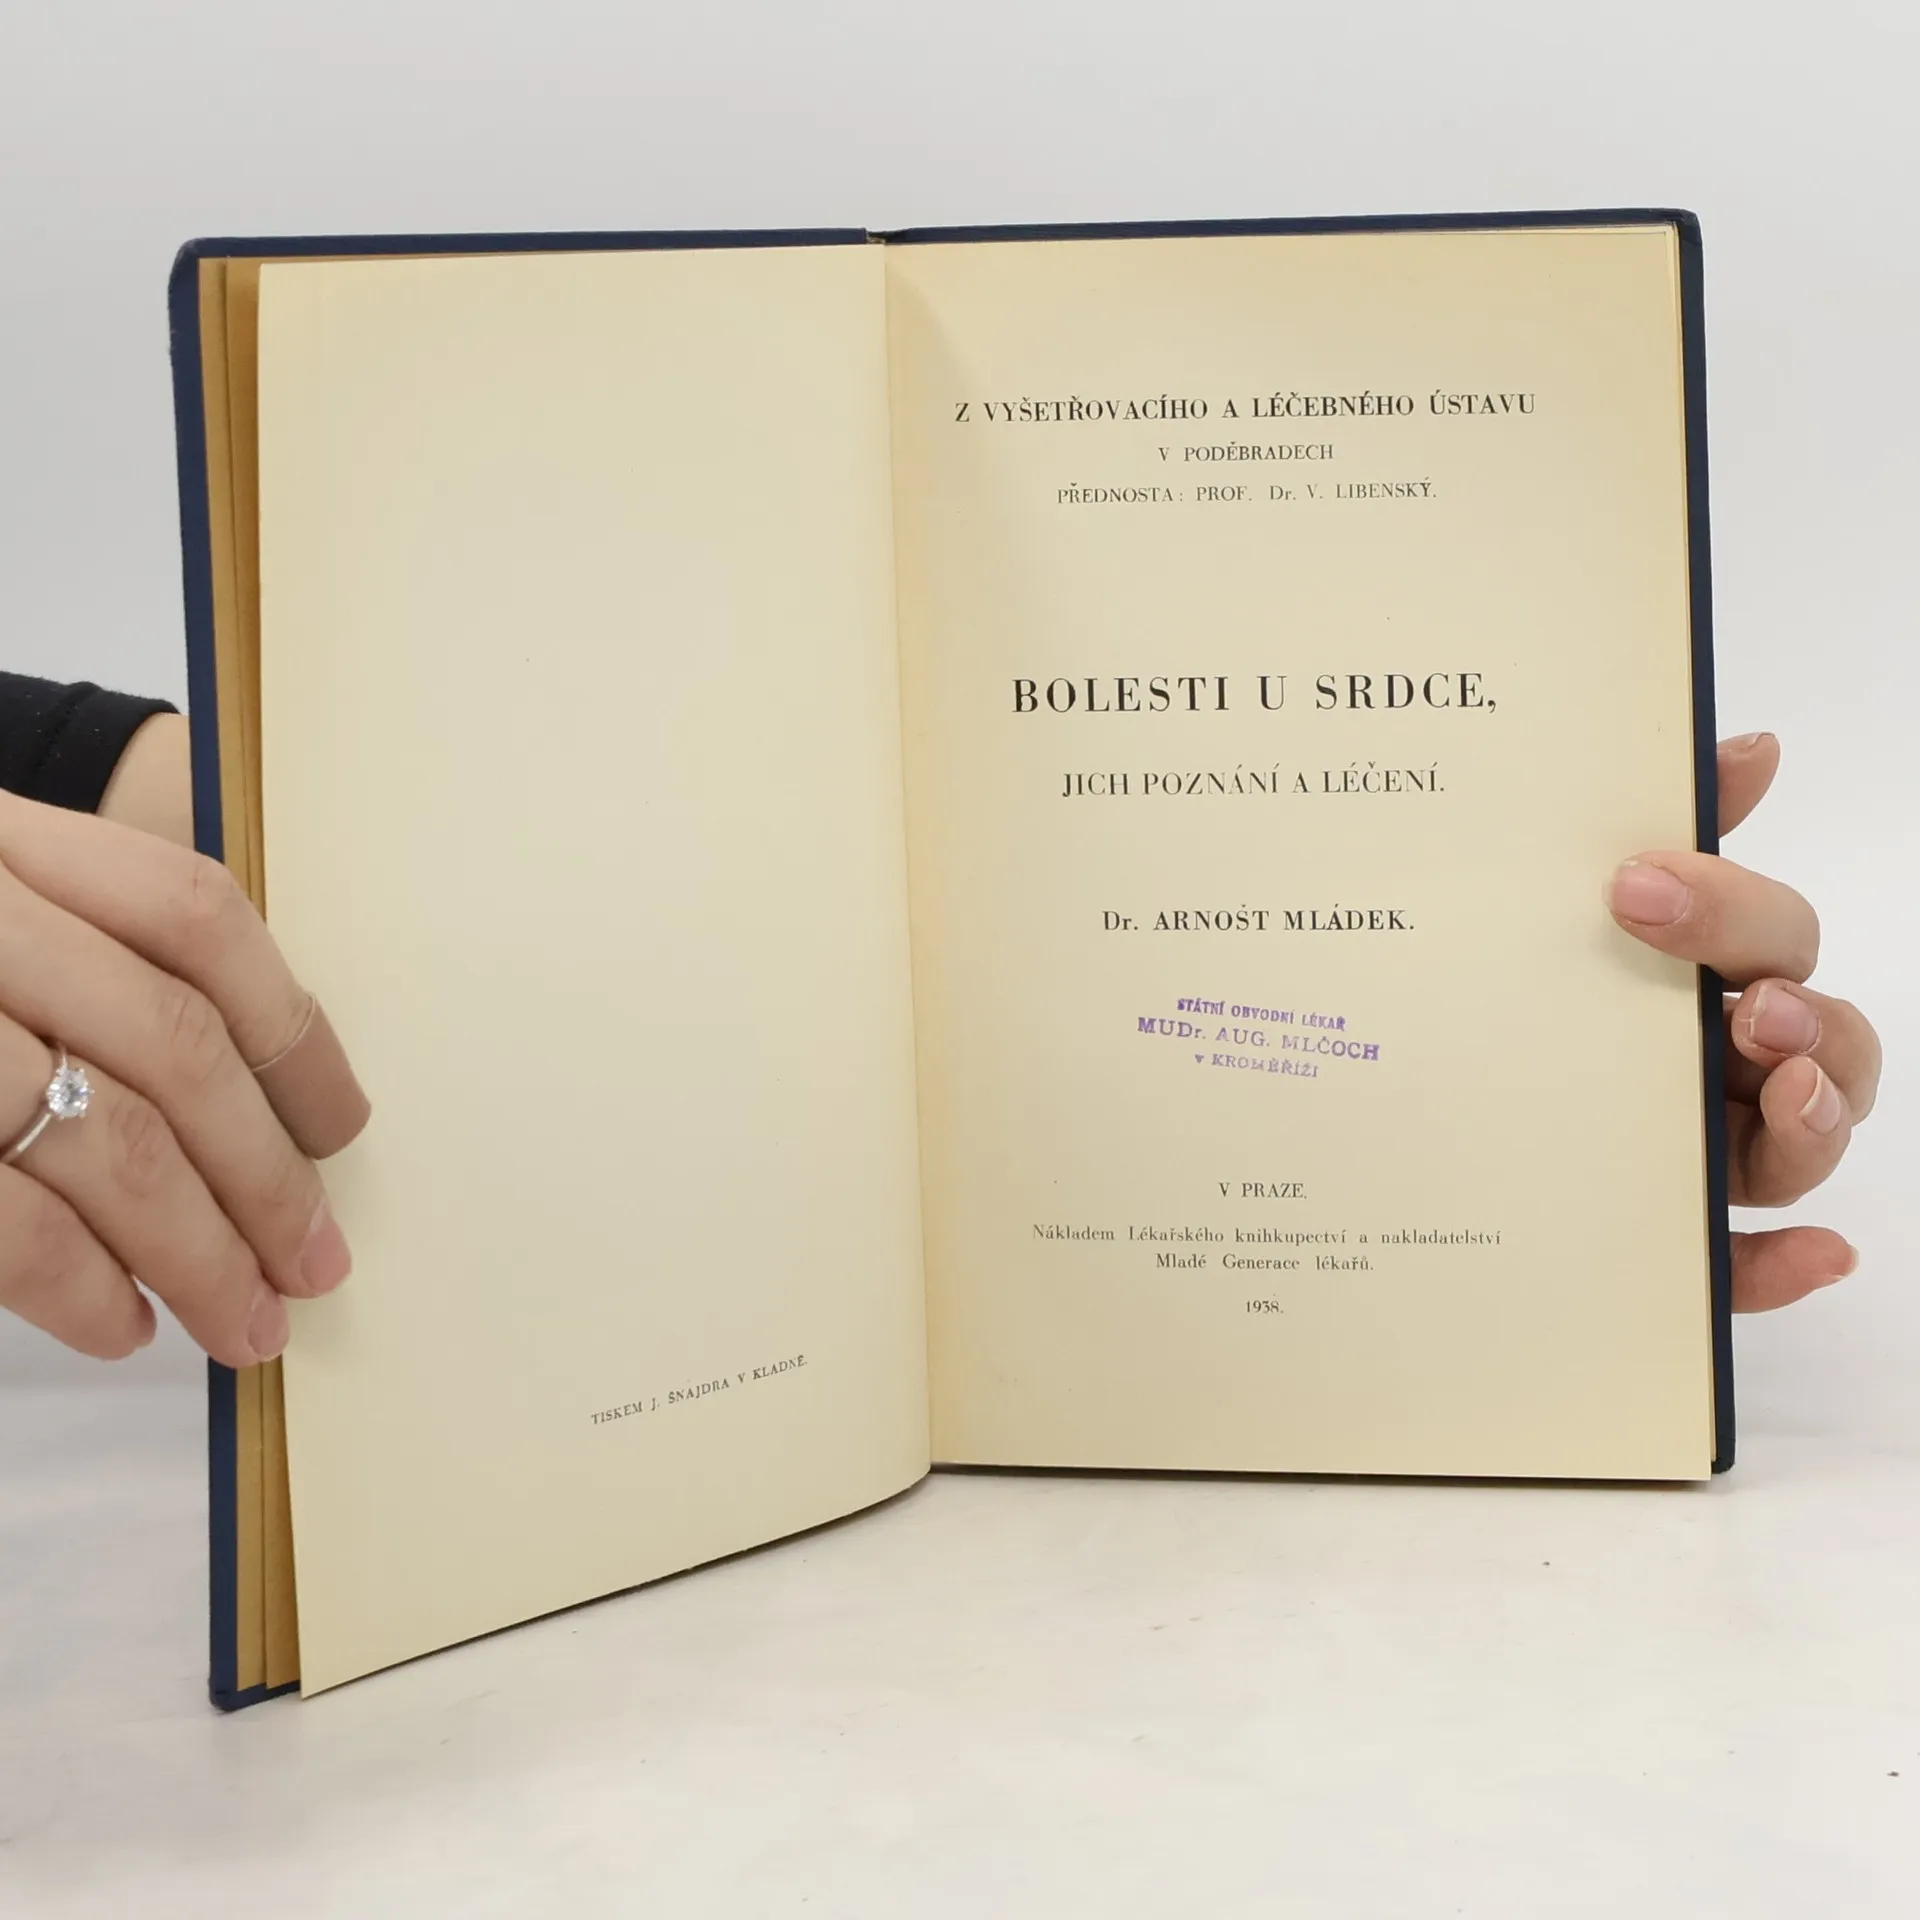 TISKEM J. ŠNAJDRA V KLADNĚ.
Z VYŠETŘOVACÍHO A LÉČEBNÉHO ÚSTAVU
V PODĚBRADECH
PŘEDNOSTA: PROF. Dr. V. LIBENSKÝ.
BOLESTI U SRDCE,
JICH POZNÁNÍ A LÉČENÍ.
Dr. ARNOŠT MLÁDEK.
STÁTNÍ OBVODNÍ LÉKAŘ
MUDr. AUG. MLČOCH
v KROMĚŘÍŽI
V PRAZE.
Nákladem Lékařského knihkupectví a nakladatelství
Mladé Generace lékařů.
1938.